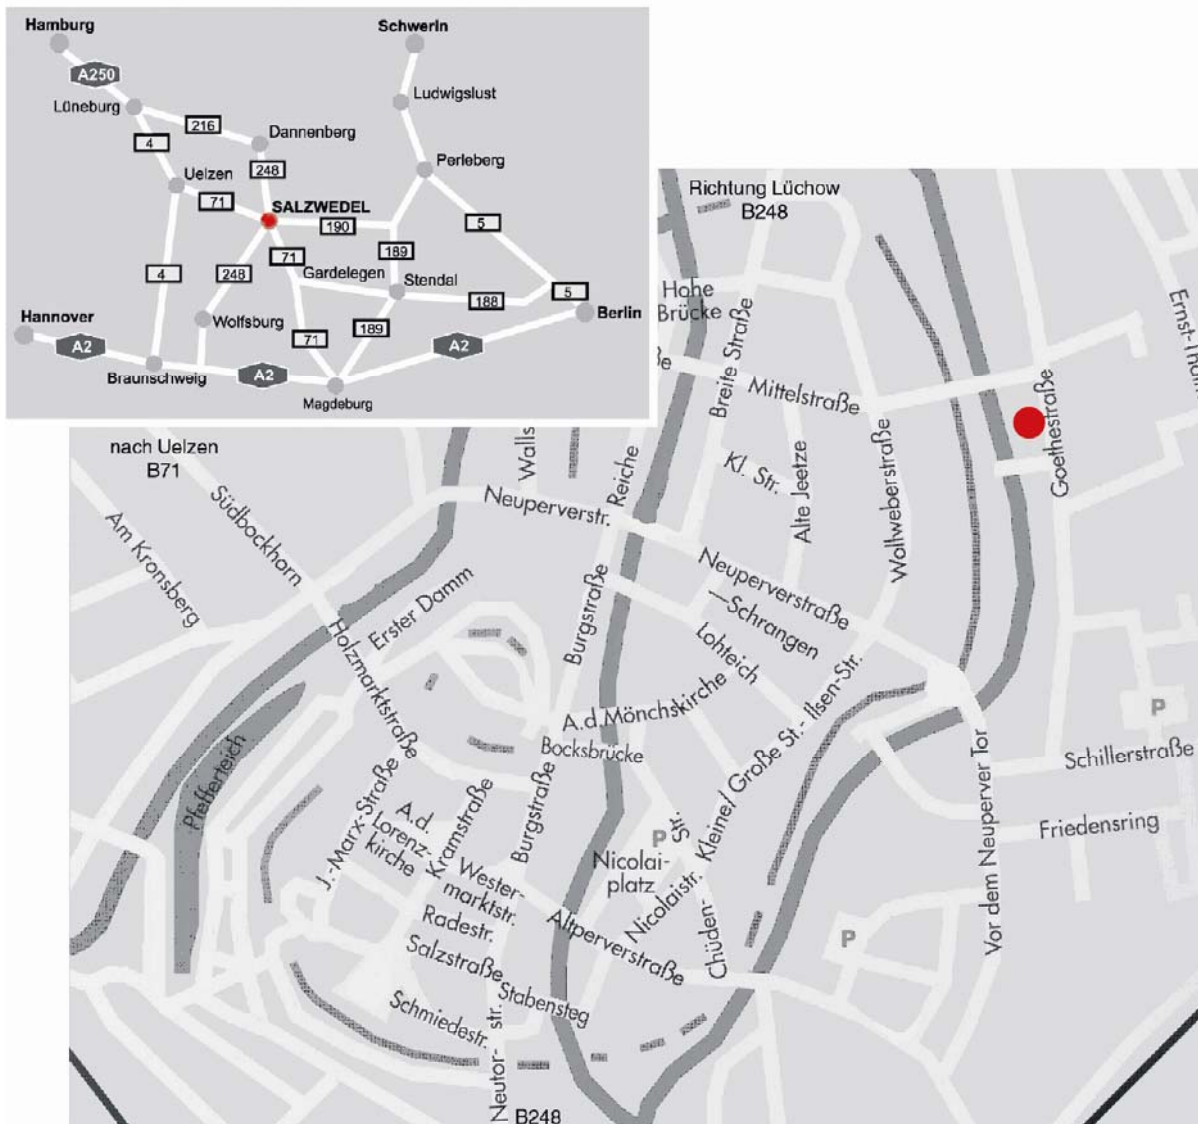 Hamburg
Schwerin
A250
Lüneburg
Ludwigslust
216
Dannenberg
4
Perleberg
Uelzen
248
71
SALZWEDEL
190
5
189
71
4
248
Gardelegen
Stendal
188
5
Hannover
Wolfsburg
189
Berlin
A2
71
A2
Braunschweig
A2
Magdeburg
Richtung Lüchow
B248
Hohe
Brücke
Breite Straße
Ernst-
Mittelstraße
Goethestraße
nach Uelzen
B71
Walls
Reiche
Kl. Str.
Alte Jeetze
Wallweberstraße
Südbockhorn
Neuperverstr.
Am Kronsberg
Neuperverstraße
Erster Damm
Schrangen
Burgstraße
Lohteich
Holzmarktstraße
A.d.Mönchskirche
Bocksbrücke
P
Pfefferteich
Kleine/ Große St.- Ilsen-Str.
Vor dem Neuperver Tor
Schillerstraße
J.-Marx-Straße
A.d.
Lorenz-
kirche
Kramstraße
Burgstraße
P
Str.
Friedensring
Nicolai-
platz
Wester-
marktstr.
Nicolaistr.
Chüden-
Radestr.
Altperverstraße
P
Salzstraße
Stabensteg
Schmiedestr.
Neutor-
str.
B248